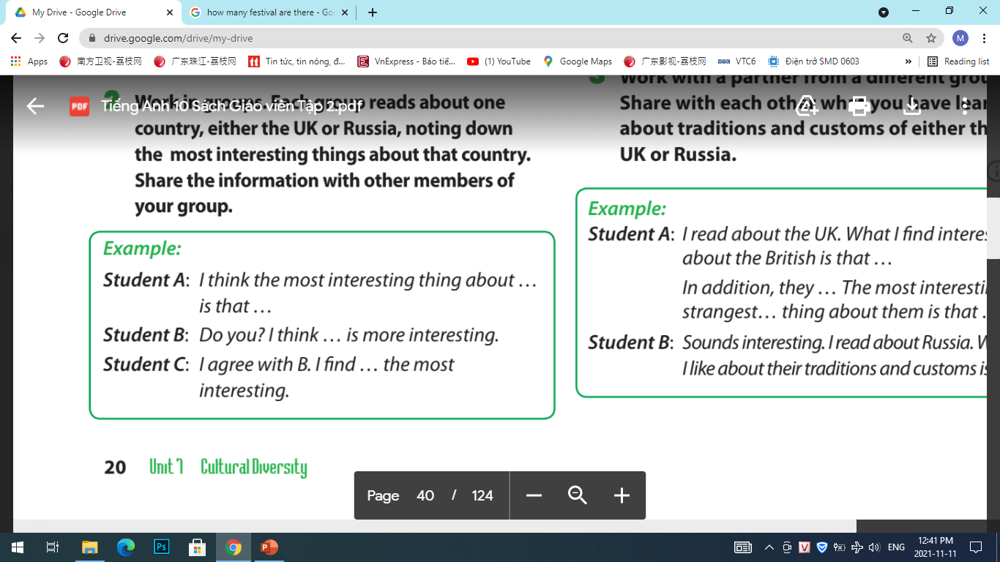 My Drive - Google Drive
how many festival are there - Go
drive.google.com/drive/my-drive
M
Apps
南方卫视-荔枝网
广东珠江-荔枝网
Tin tức, tin nóng, đ...
VnExpress - Báo tiế...
(1) YouTube
Google Maps
广东影视-荔枝网
VTC6
Điện trở SMD 0603
»
Reading list
PDF
Tiếng Anh 10 Sách Giáo viên Tập 2.pdf
2 Work in groups. Each group reads about one
country, either the UK or Russia, noting down
the most interesting things about that country.
Share the information with other members of
your group.
Example:
Student A: I think the most interesting thing about …
is that …
Student B: Do you? I think … is more interesting.
Student C: I agree with B. I find … the most
interesting.
3 Work with a partner from a different grou
Share with each other what you have lear
about traditions and customs of either th
UK or Russia.
Example:
Student A: I read about the UK. What I find interes
about the British is that …
In addition, they … The most interesti
strangest… thing about them is that .
Student B: Sounds interesting. I read about Russia. W
I like about their traditions and customs is
20 Unit 7 Cultural Diversity
Page 40 / 124
Ps
P
V
ENG
12:41 PM
2021-11-11